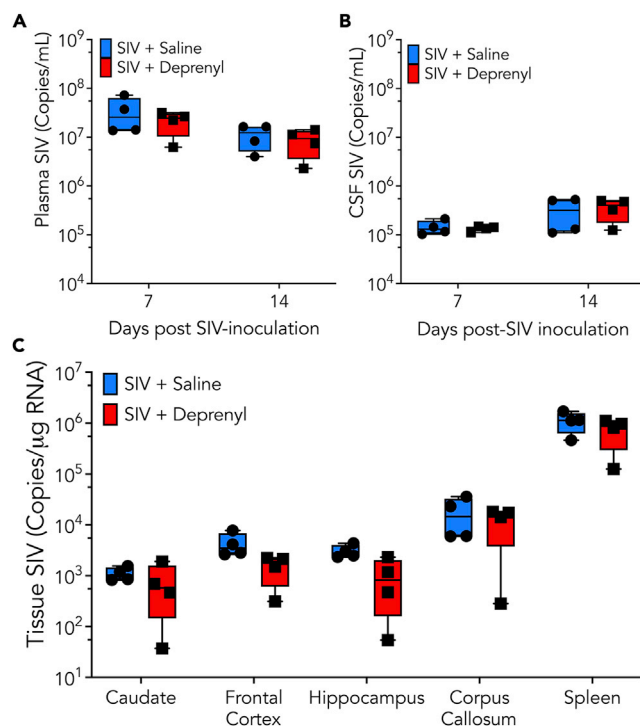 A
10⁹
10⁸
10⁷
10⁶
10⁵
10⁴
Plasma SIV (Copies/mL)
SIV + Saline
SIV + Deprenyl
7
14
Days post SIV-inoculation
B
10⁹
10⁸
10⁷
10⁶
10⁵
10⁴
CSF SIV (Copies/mL)
SIV + Saline
SIV + Deprenyl
7
14
Days post-SIV inoculation
C
10⁷
10⁶
10⁵
10⁴
10³
10²
10¹
Tissue SIV (Copies/μg RNA)
SIV + Saline
SIV + Deprenyl
Caudate
Frontal
Cortex
Hippocampus
Corpus
Callosum
Spleen